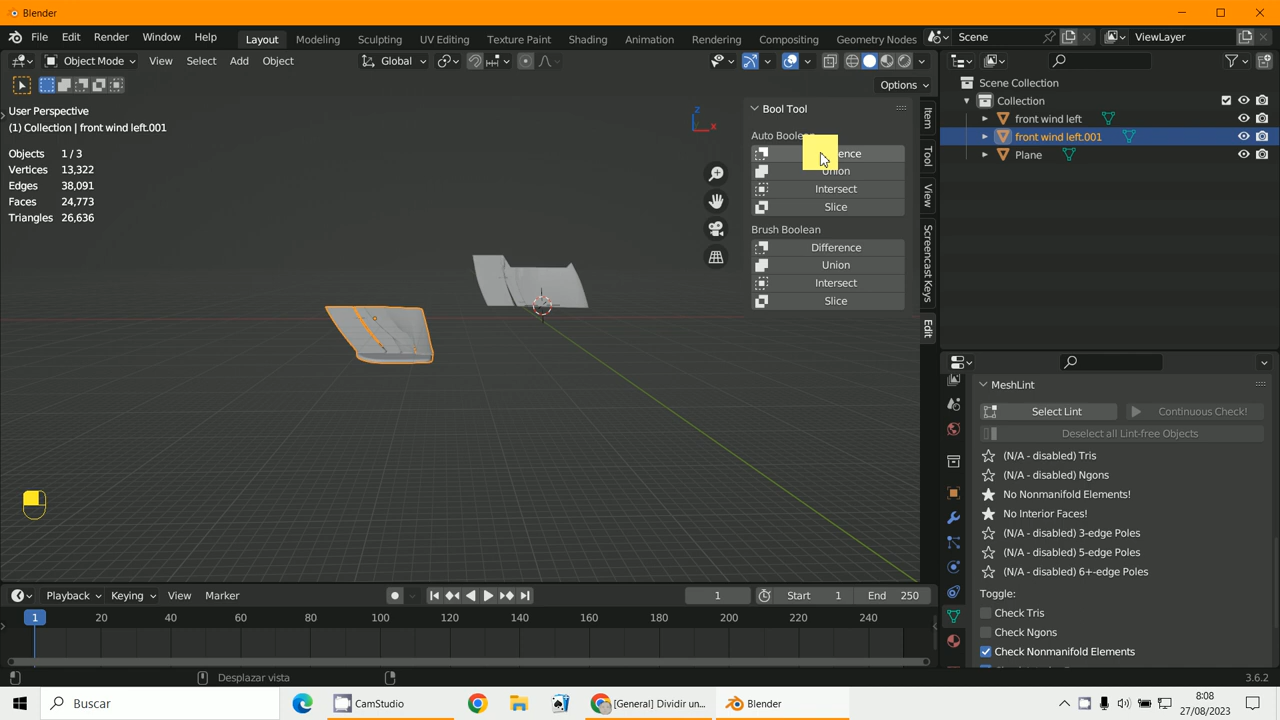 Blender
File Edit Render Window Help
Layout Modeling Sculpting UV Editing Texture Paint Shading Animation Rendering Compositing Geometry Nodes
Scene
ViewLayer
Object Mode View Select Add Object
Global
Options
User Perspective
(1) Collection | front wind left.001
Objects 1 / 3
Vertices 13,322
Edges 38,091
Faces 24,773
Triangles 26,636
Z
X
Bool Tool
Auto Boolean
Union
Intersect
Slice
Brush Boolean
Difference
Union
Intersect
Slice
Item
Tool
View
Screencast Keys
Edit
Scene Collection
Collection
front wind left
front wind left.001
Plane
MeshLint
Select Lint
Continuous Check!
Deselect all Lint-free Objects
(N/A - disabled) Tris
(N/A - disabled) Ngons
No Nonmanifold Elements!
No Interior Faces!
(N/A - disabled) 3-edge Poles
(N/A - disabled) 5-edge Poles
(N/A - disabled) 6+-edge Poles
Toggle:
Check Tris
Check Ngons
Check Nonmanifold Elements
Playback Keying View Marker
1
Start 1
End 250
1 20 40 60 80 100 120 140 160 180 200 220 240
Desplazar vista
3.6.2
Buscar
CamStudio
[General] Dividir un...
Blender
8:08
27/08/2023